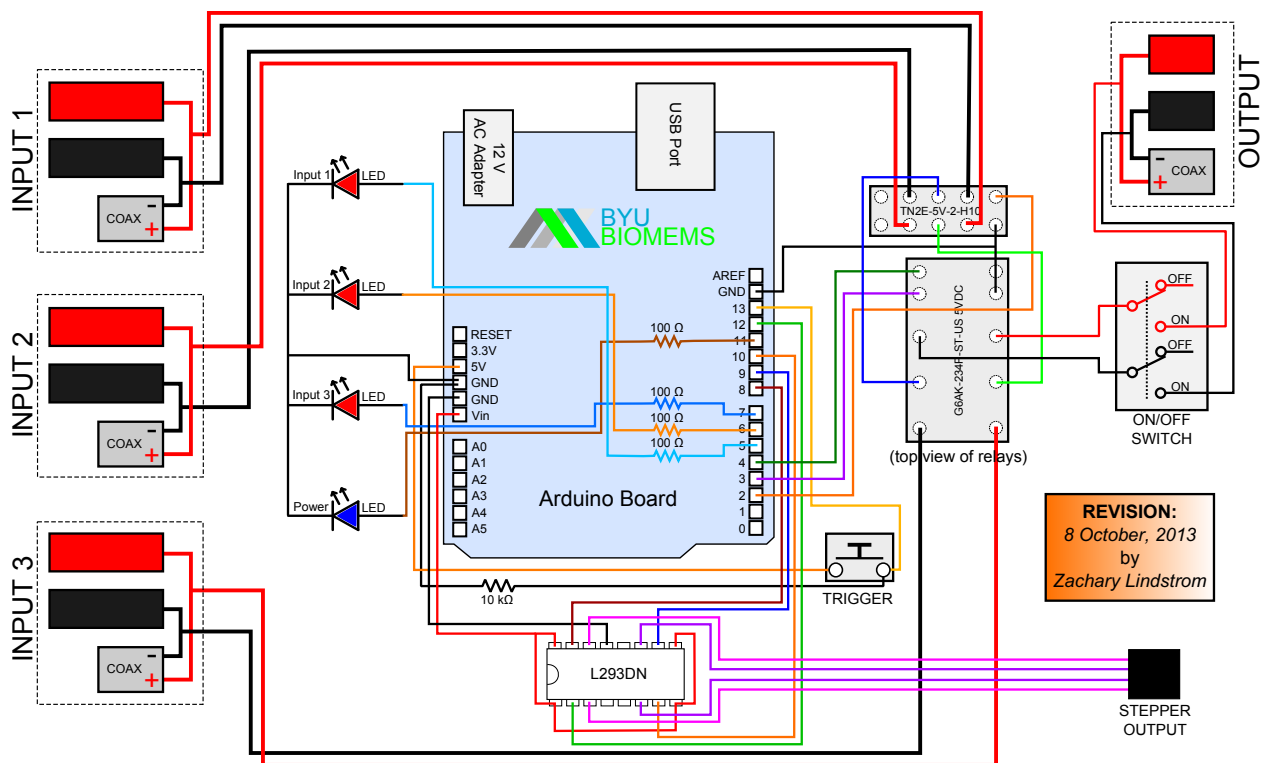 INPUT 1
COAX
-
+
INPUT 2
COAX
-
+
INPUT 3
COAX
-
+
Input 1
LED
Input 2
LED
Input 3
LED
Power
LED
12 V
AC Adapter
USB Port
BYU
BIOMEMS
RESET
3.3V
5V
GND
GND
Vin
A0
A1
A2
A3
A4
A5
AREF
GND
13
12
11
10
9
8
7
6
5
4
3
2
1
0
100 Ω
100 Ω
100 Ω
100 Ω
Arduino Board
10 kΩ
TRIGGER
L293DN
TN2E-5V-2-H10
G6AK-234P-ST-US 5VDC
(top view of relays)
OUTPUT
-
COAX
+
OFF
ON
OFF
ON
ON/OFF
SWITCH
REVISION:
8 October, 2013
by
Zachary Lindstrom
STEPPER
OUTPUT